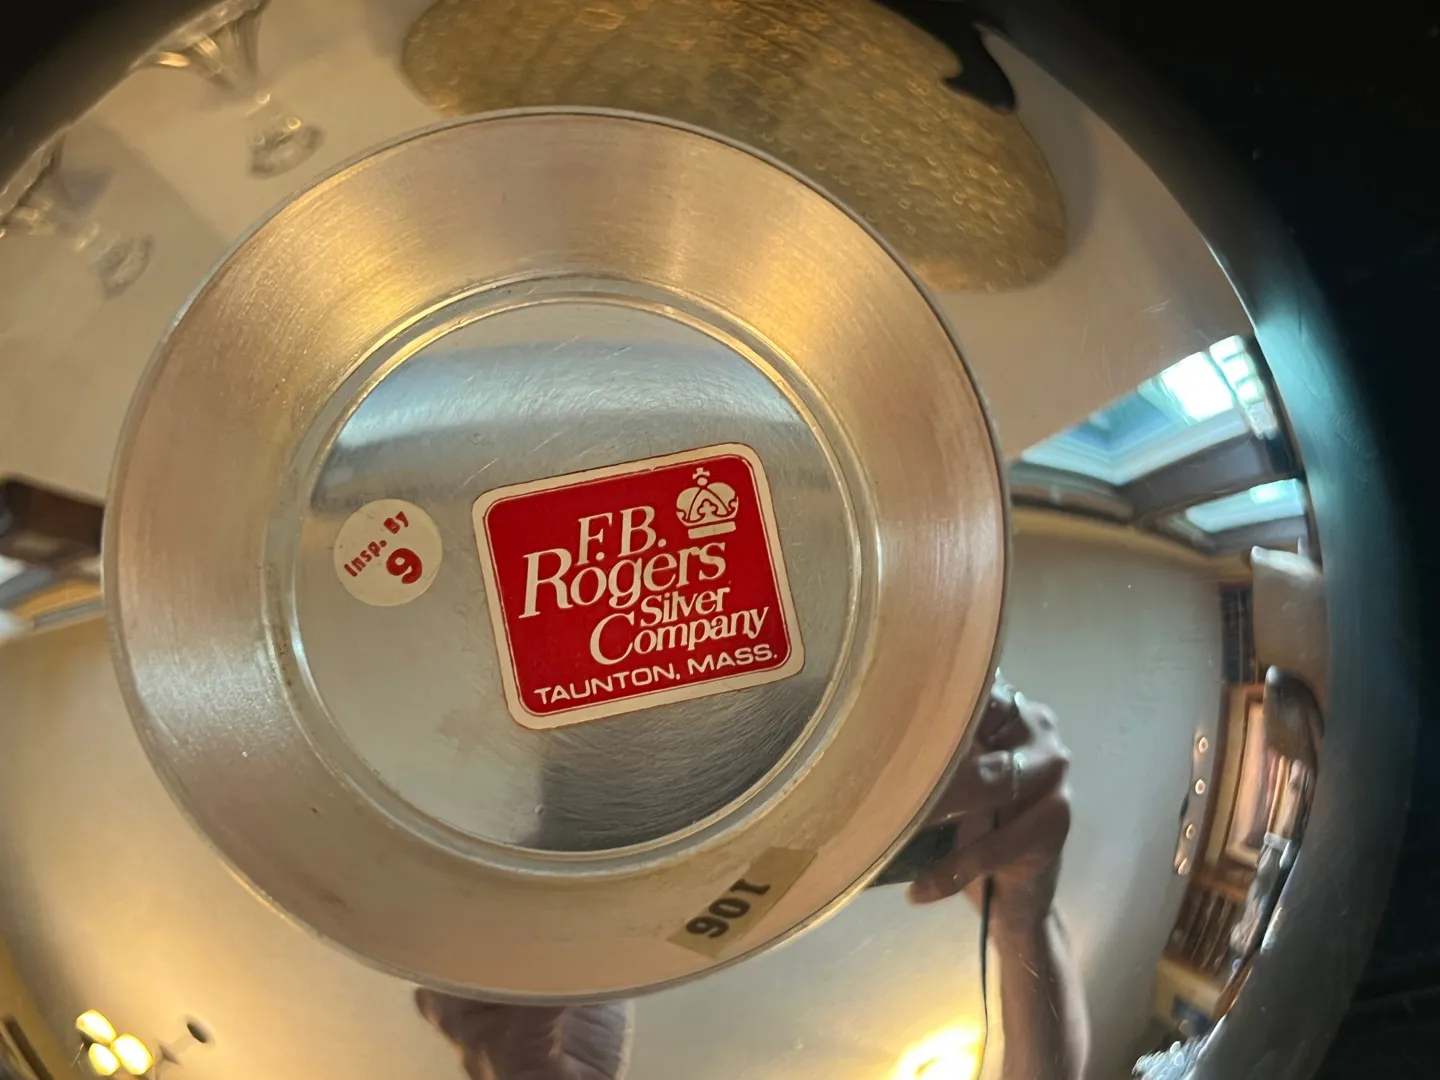 Insp. By
9
F.B.
Rogers
Silver
Company
TAUNTON, MASS.
106